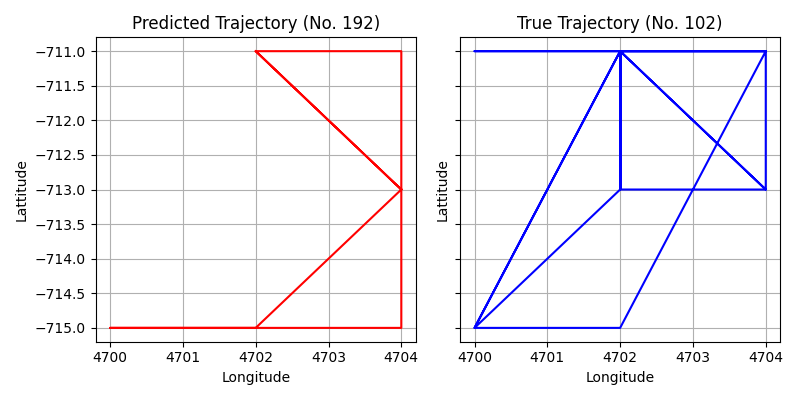 Predicted Trajectory (No. 192)
True Trajectory (No. 102)
−711.0
−711.5
−712.0
−712.5
−713.0
−713.5
−714.0
−714.5
−715.0
Lattitude
Lattitude
4700 4701 4702 4703 4704
4700 4701 4702 4703 4704
Longitude
Longitude